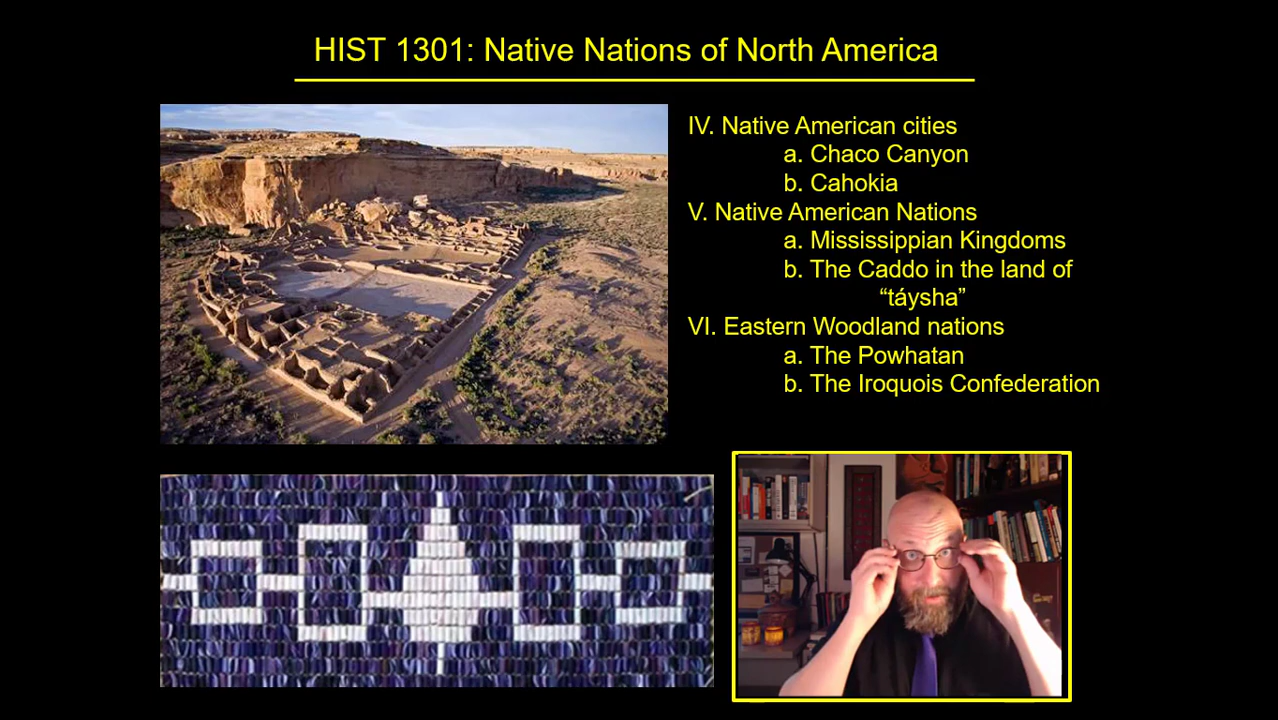 HIST 1301: Native Nations of North America
IV. Native American cities
a. Chaco Canyon
b. Cahokia
V. Native American Nations
a. Mississippian Kingdoms
b. The Caddo in the land of
“táysha”
VI. Eastern Woodland nations
a. The Powhatan
b. The Iroquois Confederation